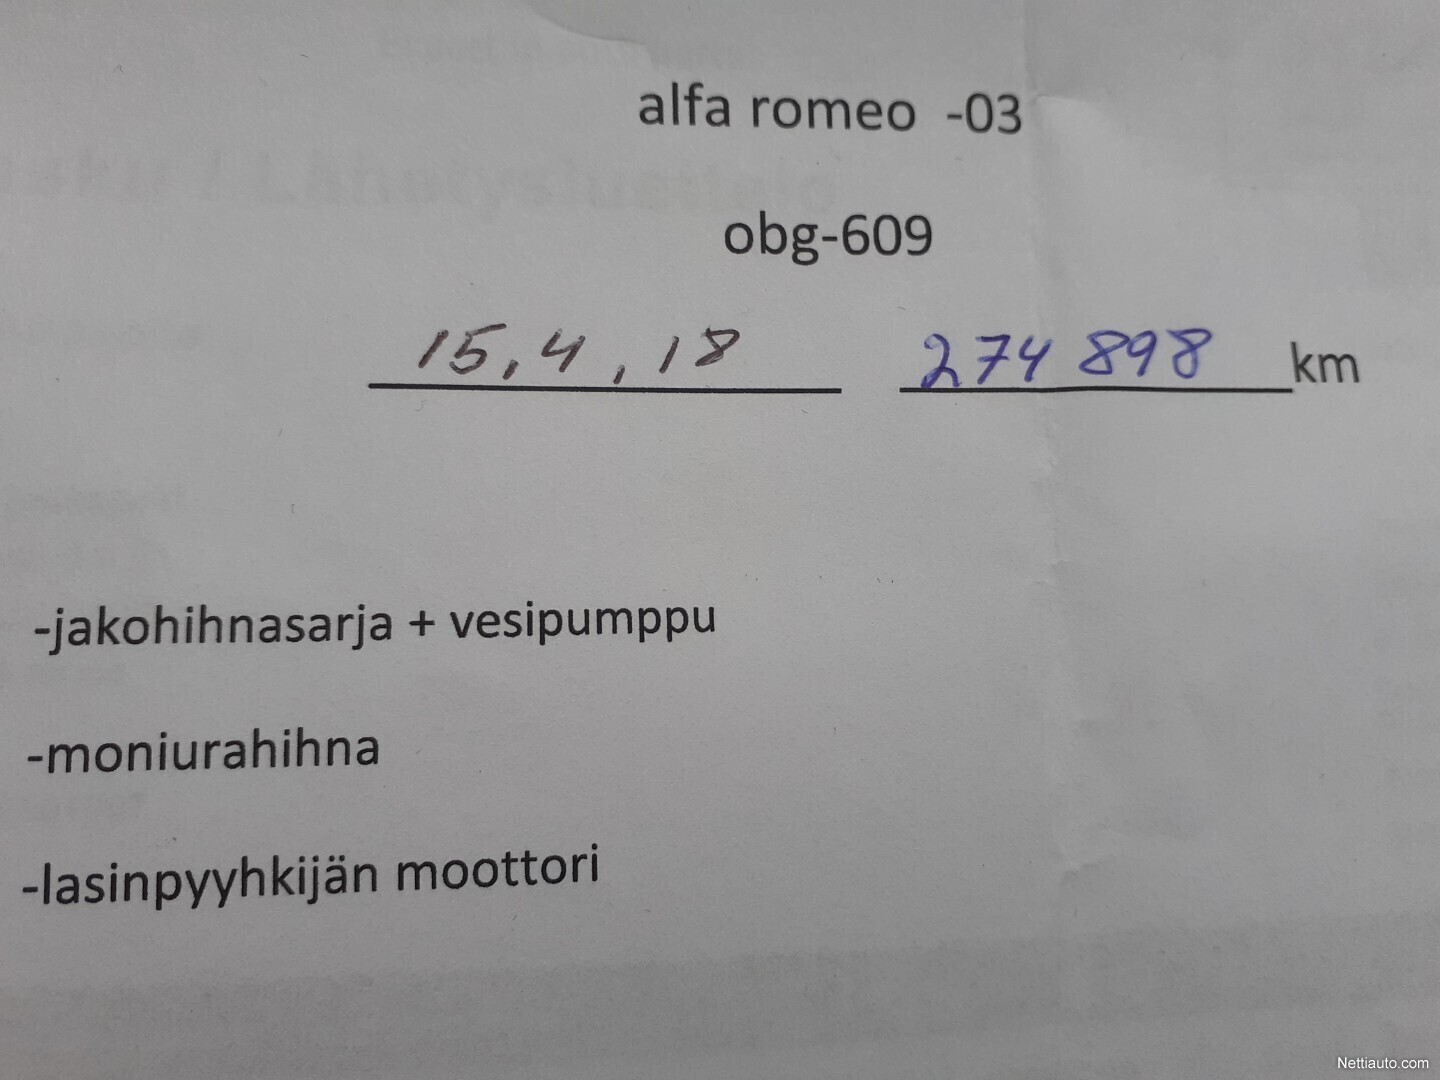 alfa romeo -03
obg-609
15,4,18 274 898 km
-jakohihnasarja + vesipumppu
-moniurahihna
-lasinpyyhkijän moottori
Nettiauto.com